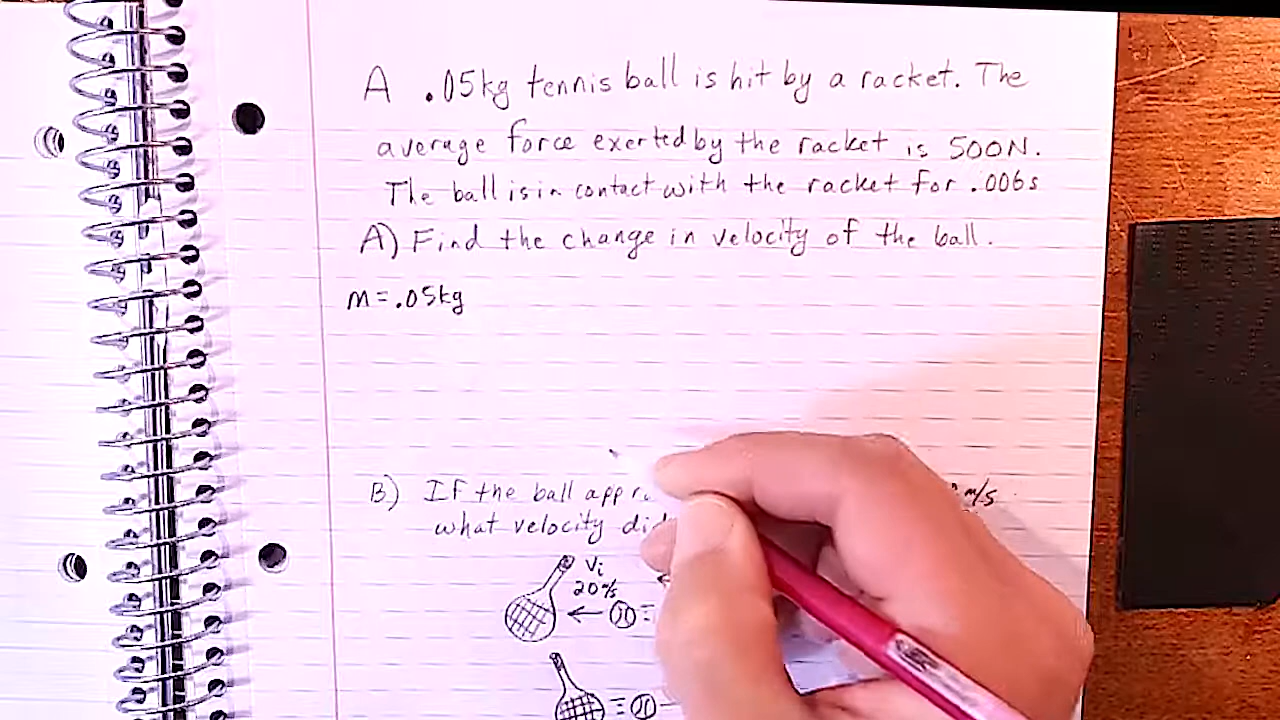 A .05kg tennis ball is hit by a racket. The
average force exerted by the racket is 500N.
The ball is in contact with the racket for .006s
A) Find the change in velocity of the ball.
m = .05kg
B) If the ball m/s
what velocity did
Vi
20 m/s